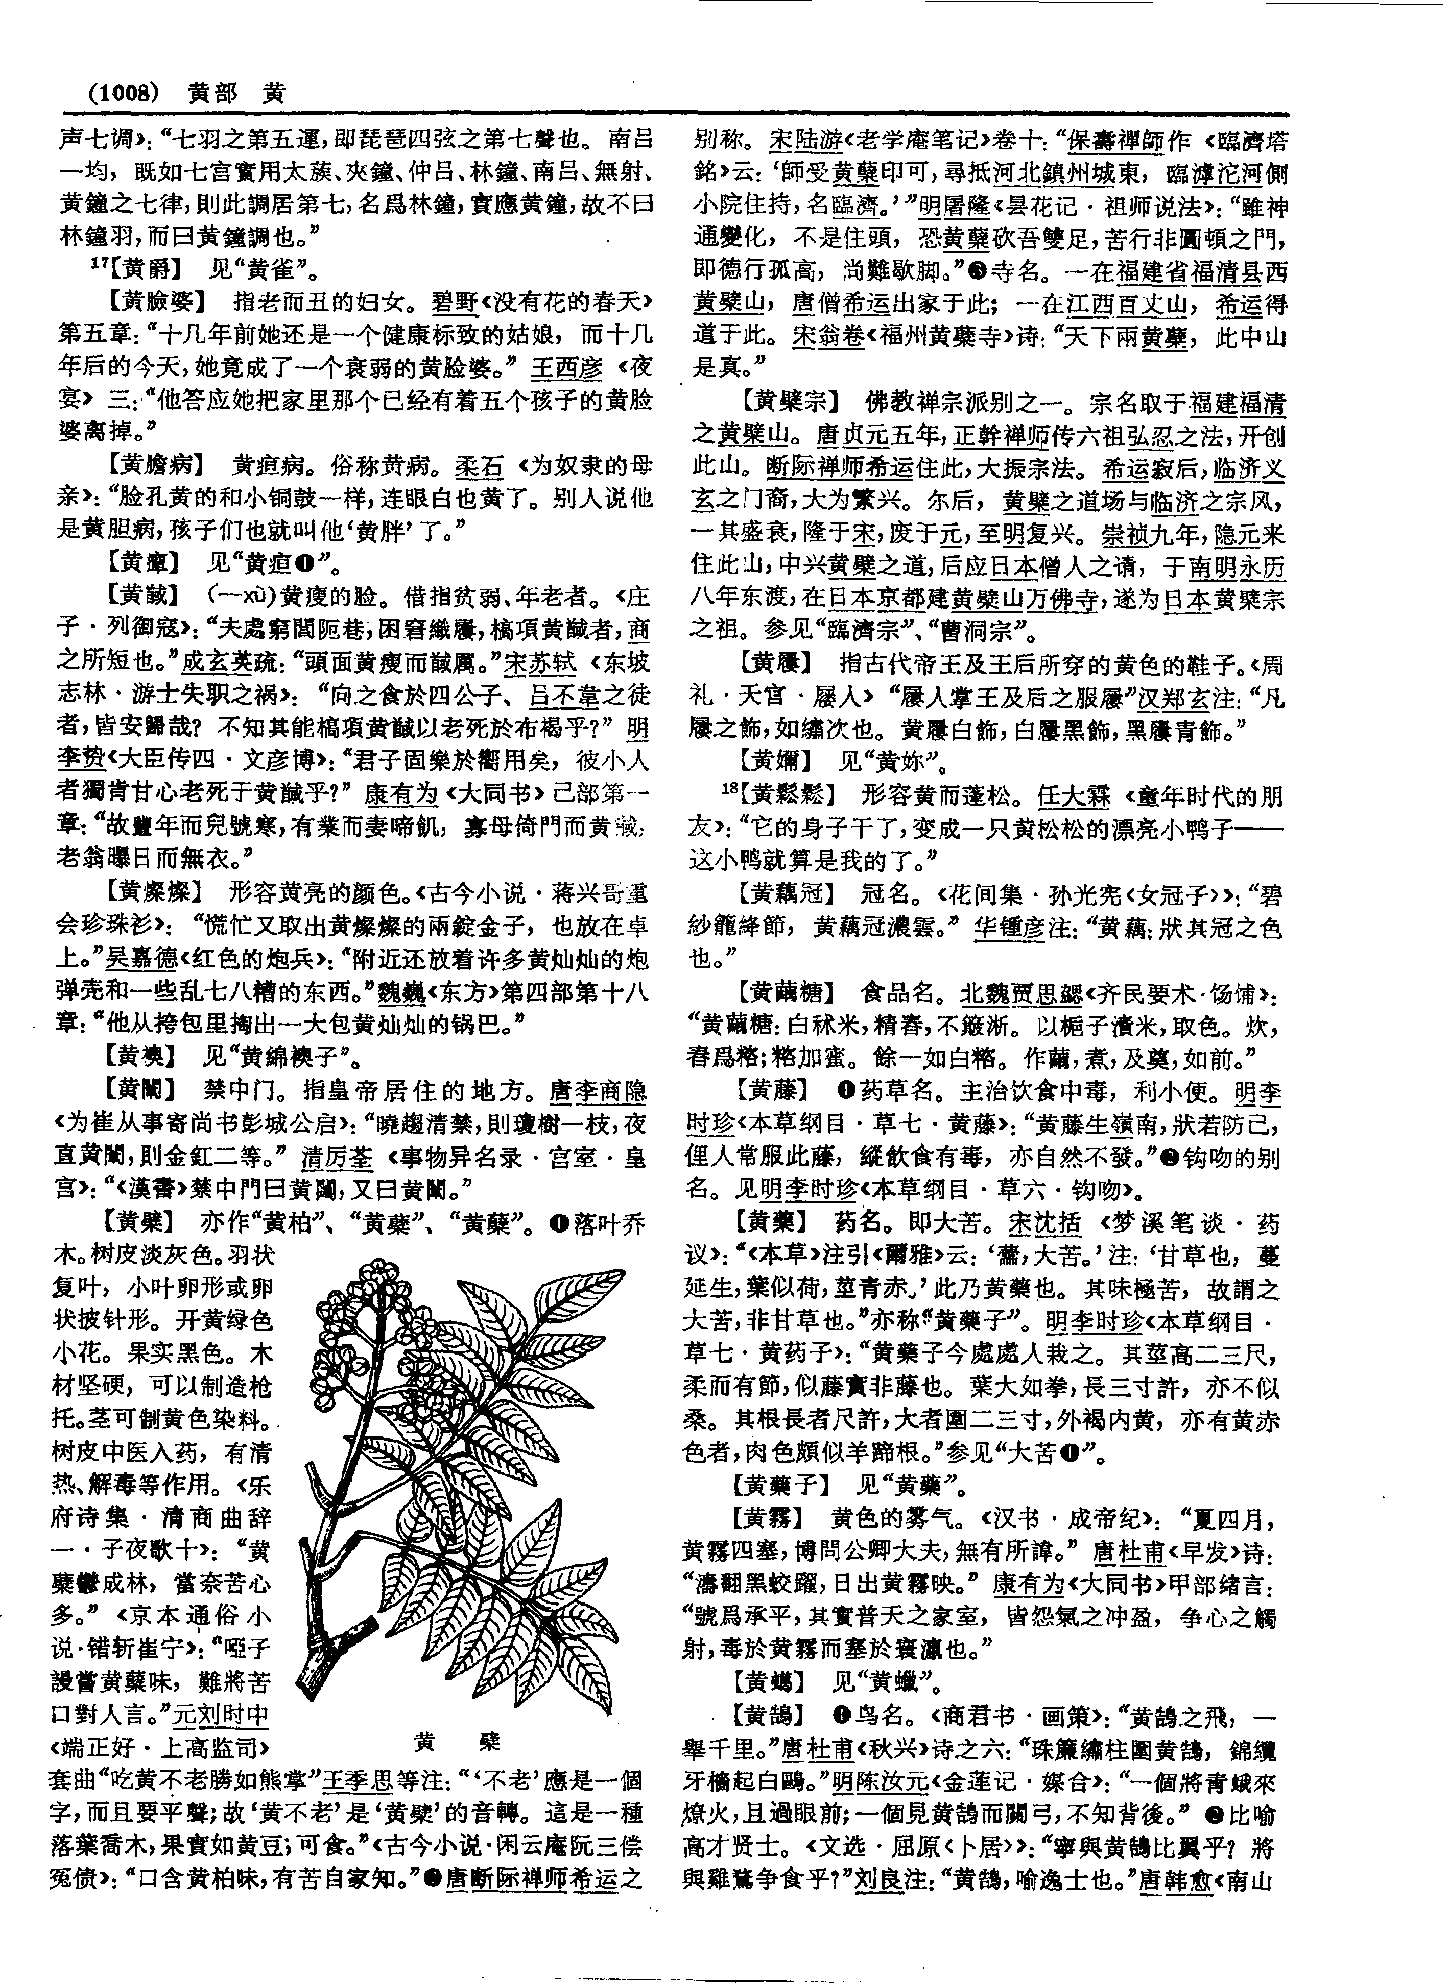 (1008) 黄部 黄
声七调》：“七羽之第五運，即琵琶四弦之第七聲也。南吕
一均，既如七宫實用太蔟、夾鐘、仲吕、林鐘、南吕、無射、
黄鐘之七律，則此調居第七，名爲林鐘，實應黄鐘，故不曰
林鐘羽，而曰黄鐘調也。”
17【黄爵】 见“黄雀”。
【黄臉婆】 指老而丑的妇女。碧野《没有花的春天》
第五章：“十几年前她还是一个健康标致的姑娘，而十几
年后的今天，她竟成了一个衰弱的黄脸婆。”王西彦《夜
宴》三：“他答应她把家里那个已经有着五个孩子的黄脸
婆离掉。”
【黄膽病】 黄疸病。俗称黄病。柔石《为奴隶的母
亲》：“脸孔黄的和小铜鼓一样，连眼白也黄了。别人说他
是黄胆病，孩子们也就叫他‘黄胖’了。”
【黄癉】 见“黄疸❶”。
【黄馘】 (—xù)黄瘦的脸。借指贫弱、年老者。《庄
子·列御寇》：“夫處窮閭阨巷，困窘織屨，槁項黄馘者，商
之所短也。”成玄英疏：“頭面黄瘦而馘厲。”宋苏轼《东坡
志林·游士失职之祸》：“向之食於四公子、吕不韋之徒
者，皆安歸哉？不知其能槁項黄馘以老死於布褐乎？”明
李贽《大臣传四·文彦博》：“君子固樂於嚮用矣，彼小人
者獨肯甘心老死于黄馘乎？”康有为《大同书》己部第一
章：“故豐年而兒號寒，有業而妻啼飢，寡母倚門而黄馘，
老翁曝日而無衣。”
【黄燦燦】 形容黄亮的颜色。《古今小说·蒋兴哥重
会珍珠衫》：“慌忙又取出黄燦燦的兩錠金子，也放在卓
上。”吴嘉德《红色的炮兵》：“附近还放着许多黄灿灿的炮
弹壳和一些乱七八糟的东西。”魏巍《东方》第四部第十八
章：“他从挎包里掏出一大包黄灿灿的锅巴。”
【黄襖】 见“黄綿襖子”。
【黄闈】 禁中门。指皇帝居住的地方。唐李商隐
《为崔从事寄尚书彭城公启》：“曉趨清禁，則瓊樹一枝，夜
直黄闈，則金釭二等。”清厉荃《事物异名录·宫室·皇
宫》：“《漢書》禁中門曰黄闥，又曰黄闈。”
【黄檗】 亦作“黄柏”、“黄蘗”、“黄蘖”。❶落叶乔
木。树皮淡灰色。羽状
复叶，小叶卵形或卵
状披针形。开黄绿色
小花。果实黑色。木
材坚硬，可以制造枪
托。茎可制黄色染料。
树皮中医入药，有清
热、解毒等作用。《乐
府诗集·清商曲辞
一·子夜歌十》：“黄
蘖鬱成林，當奈苦心
多。”《京本通俗小
说·错斩崔宁》：“啞子
謾嘗黄蘖味，難將苦
口對人言。”元刘时中
《端正好·上高监司》
黄 檗
套曲“吃黄不老勝如熊掌”王季思等注：“‘不老’應是一個
字，而且要平聲；故‘黄不老’是‘黄檗’的音轉。這是一種
落葉喬木，果實如黄豆；可食。”《古今小说·闲云庵阮三偿
冤债》：“口含黄柏味，有苦自家知。”❷唐断际禅师希运之
别称。宋陆游《老学庵笔记》卷十：“保壽禪師作《臨濟塔
銘》云：‘師受黄蘗印可，尋抵河北鎮州城東，臨滹沱河側
小院住持，名臨濟。’”明屠隆《昙花记·祖师说法》：“雖神
通變化，不是住頭，恐黄蘗砍吾雙足，苦行非圓頓之門，
即德行孤高，尚難歇脚。”❸寺名。一在福建省福清县西
黄檗山，唐僧希运出家于此；一在江西百丈山，希运得
道于此。宋翁卷《福州黄蘗寺》诗：“天下兩黄蘗，此中山
是真。”
【黄檗宗】 佛教禅宗派别之一。宗名取于福建福清
之黄檗山。唐贞元五年，正幹禅师传六祖弘忍之法，开创
此山。断际禅师希运住此，大振宗法。希运寂后，临济义
玄之门裔，大为繁兴。尔后，黄檗之道场与临济之宗风，
一其盛衰，隆于宋，废于元，至明复兴。崇祯九年，隐元来
住此山，中兴黄檗之道，后应日本僧人之请，于南明永历
八年东渡，在日本京都建黄檗山万佛寺，遂为日本黄檗宗
之祖。参见“臨濟宗”、“曹洞宗”。
【黄屨】 指古代帝王及王后所穿的黄色的鞋子。《周
礼·天官·屦人》“屨人掌王及后之服屨”汉郑玄注：“凡
屨之飾，如繡次也。黄屨白飾，白屨黑飾，黑屨青飾。”
【黄嬭】 见“黄妳”。
18【黄鬆鬆】 形容黄而蓬松。任大霖《童年时代的朋
友》：“它的身子干了，变成一只黄松松的漂亮小鸭子——
这小鸭就算是我的了。”
【黄藕冠】 冠名。《花间集·孙光宪〈女冠子〉》：“碧
紗籠絳節，黄藕冠濃雲。”华锺彦注：“黄藕：狀其冠之色
也。”
【黄繭糖】 食品名。北魏贾思勰《齐民要术·饧𫗦》：
“黄繭糖：白秫米，精舂，不簸淅。以梔子漬米，取色。炊，
舂爲糉；糉加蜜。餘一如白糉。作繭，煮，及奠，如前。”
【黄藤】 ❶药草名。主治饮食中毒，利小便。明李
时珍《本草纲目·草七·黄藤》：“黄藤生嶺南，狀若防己，
俚人常服此藤，縱飲食有毒，亦自然不發。”❷钩吻的别
名。见明李时珍《本草纲目·草六·钩吻》。
【黄藥】 药名。即大苦。宋沈括《梦溪笔谈·药
议》：“《本草》注引《爾雅》云：‘蘦，大苦。’注：‘甘草也，蔓
延生，葉似荷，莖青赤。’此乃黄藥也。其味極苦，故謂之
大苦，非甘草也。”亦称“黄藥子”。明李时珍《本草纲目·
草七·黄药子》：“黄藥子今處處人栽之。其莖高二三尺，
柔而有節，似藤實非藤也。葉大如拳，長三寸許，亦不似
桑。其根長者尺許，大者圍二三寸，外褐内黄，亦有黄赤
色者，肉色頗似羊蹄根。”参见“大苦❶”。
【黄藥子】 见“黄藥”。
【黄霧】 黄色的雾气。《汉书·成帝纪》：“夏四月，
黄霧四塞，博問公卿大夫，無有所諱。”唐杜甫《早发》诗：
“濤翻黑蛟躍，日出黄霧映。”康有为《大同书》甲部绪言：
“號爲承平，其實普天之家室，皆怨氣之冲盈，争心之觸
射，毒於黄霧而塞於寰瀛也。”
【黄蠟】 见“黄蠟”。
【黄鵠】 ❶鸟名。《商君书·画策》：“黄鵠之飛，一
舉千里。”唐杜甫《秋兴》诗之六：“珠簾繡柱圍黄鵠，錦纜
牙檣起白鷗。”明陈汝元《金莲记·媒合》：“一個將青蛾來
燎火，且過眼前；一個見黄鵠而關弓，不知背後。”❷比喻
高才贤士。《文选·屈原〈卜居〉》：“寧與黄鵠比翼乎？將
與雞鶩争食乎？”刘良注：“黄鵠，喻逸士也。”唐韩愈《南山